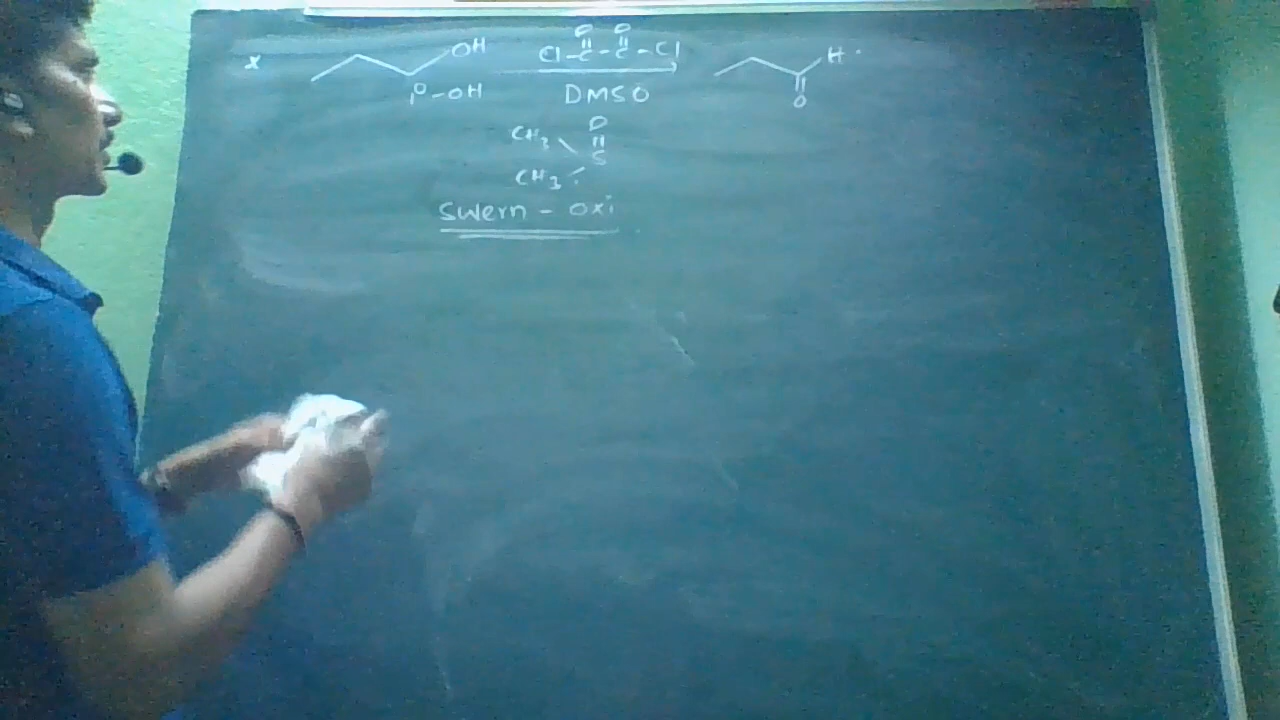 x OH Cl-C-C-Cl H
O O
1°-OH DMSO O
O
CH3 S
CH3
Swern - oxi